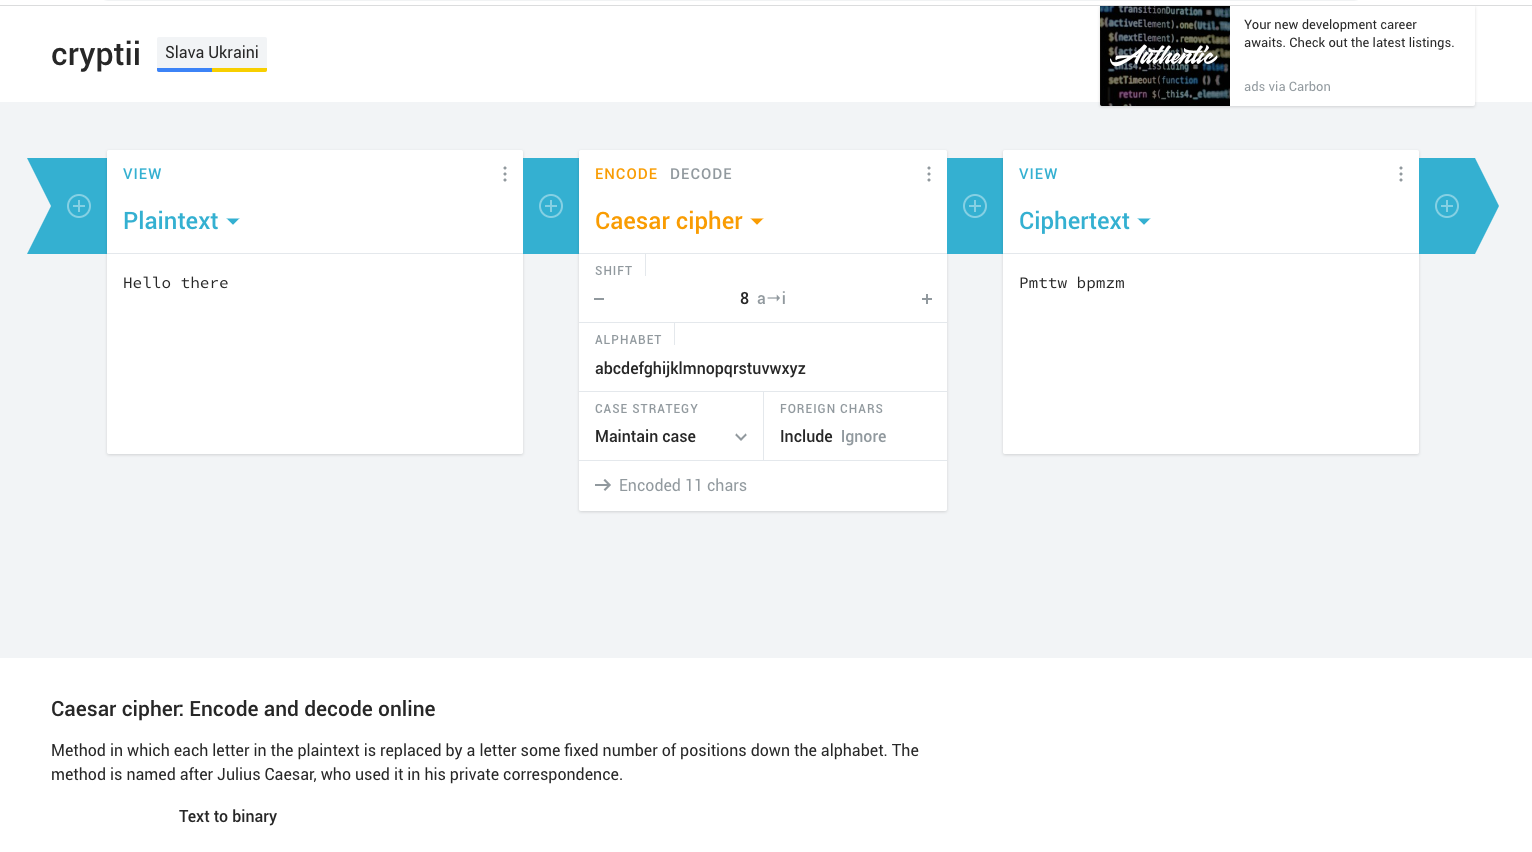 cryptii
Slava Ukraini
Authentic
Your new development career
awaits. Check out the latest listings.
ads via Carbon
VIEW
Plaintext
Hello there
ENCODE DECODE
Caesar cipher
SHIFT
− 8 a→i +
ALPHABET
abcdefghijklmnopqrstuvwxyz
CASE STRATEGY
Maintain case
FOREIGN CHARS
Include Ignore
→ Encoded 11 chars
VIEW
Ciphertext
Pmttw bpmzm
Caesar cipher: Encode and decode online
Method in which each letter in the plaintext is replaced by a letter some fixed number of positions down the alphabet. The
method is named after Julius Caesar, who used it in his private correspondence.
Text to binary